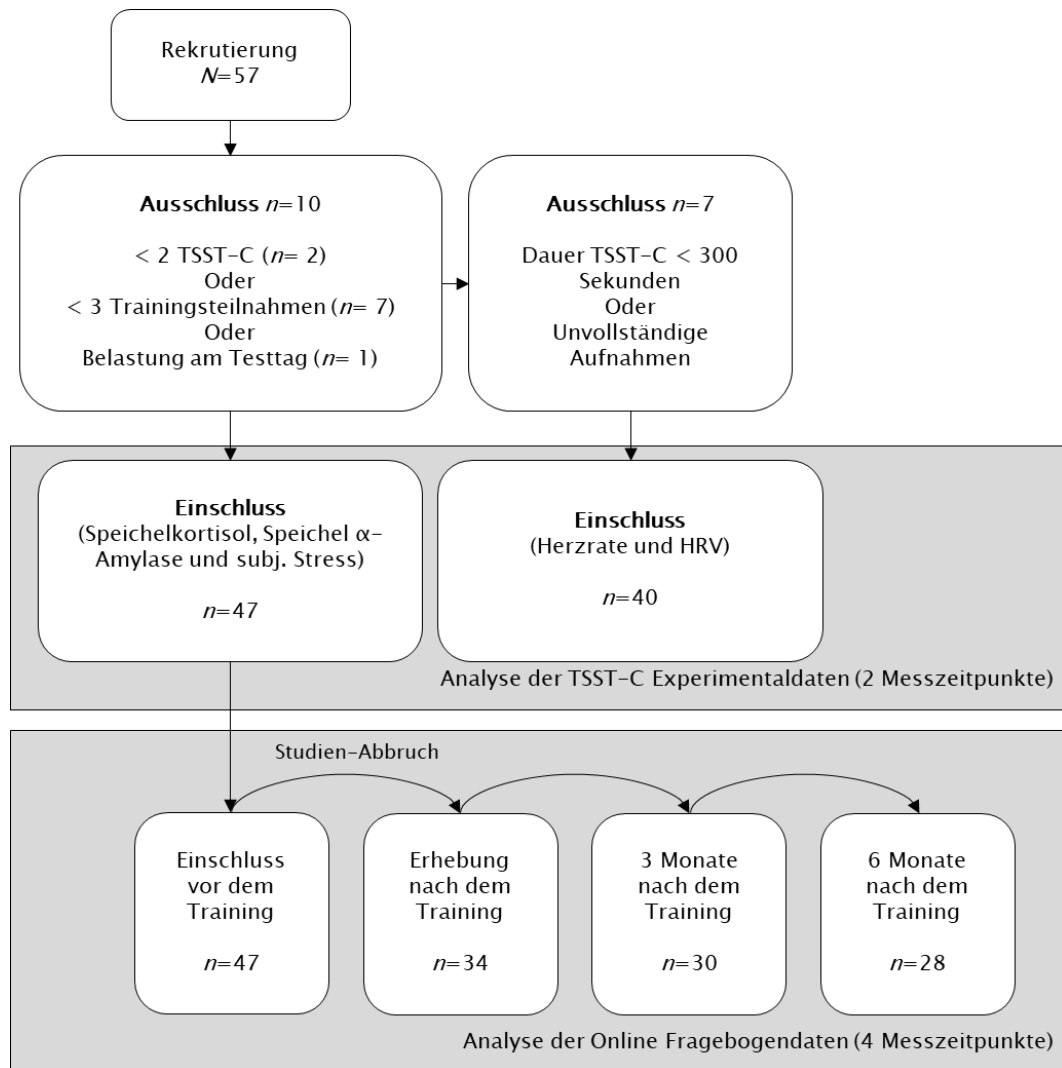 Rekrutierung
N=57
Ausschluss n=10
< 2 TSST-C (n= 2)
Oder
< 3 Trainingsteilnahmen (n= 7)
Oder
Belastung am Testtag (n= 1)
Ausschluss n=7
Dauer TSST-C < 300
Sekunden
Oder
Unvollständige
Aufnahmen
Einschluss
(Speichelkortisol, Speichel α-
Amylase und subj. Stress)
n=47
Einschluss
(Herzrate und HRV)
n=40
Analyse der TSST-C Experimentaldaten (2 Messzeitpunkte)
Studien-Abbruch
Einschluss
vor dem
Training
n=47
Erhebung
nach dem
Training
n=34
3 Monate
nach dem
Training
n=30
6 Monate
nach dem
Training
n=28
Analyse der Online Fragebogendaten (4 Messzeitpunkte)